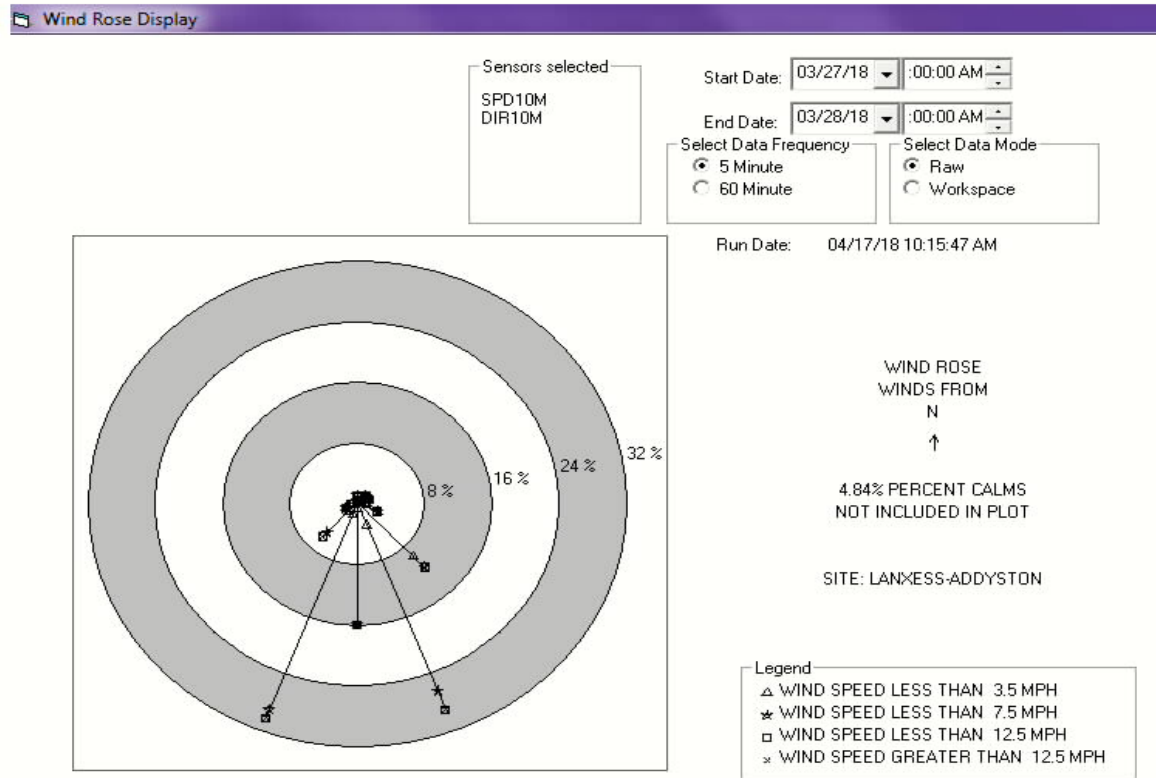 Wind Rose Display
Sensors selected
SPD10M
DIR10M
Start Date: 03/27/18 :00:00 AM
End Date: 03/28/18 :00:00 AM
Select Data Frequency
5 Minute
60 Minute
Select Data Mode
Raw
Workspace
Run Date: 04/17/18 10:15:47 AM
8 %
16 %
24 %
32 %
WIND ROSE
WINDS FROM
N
4.84% PERCENT CALMS
NOT INCLUDED IN PLOT
SITE: LANXESS-ADDYSTON
Legend
WIND SPEED LESS THAN 3.5 MPH
WIND SPEED LESS THAN 7.5 MPH
WIND SPEED LESS THAN 12.5 MPH
WIND SPEED GREATER THAN 12.5 MPH